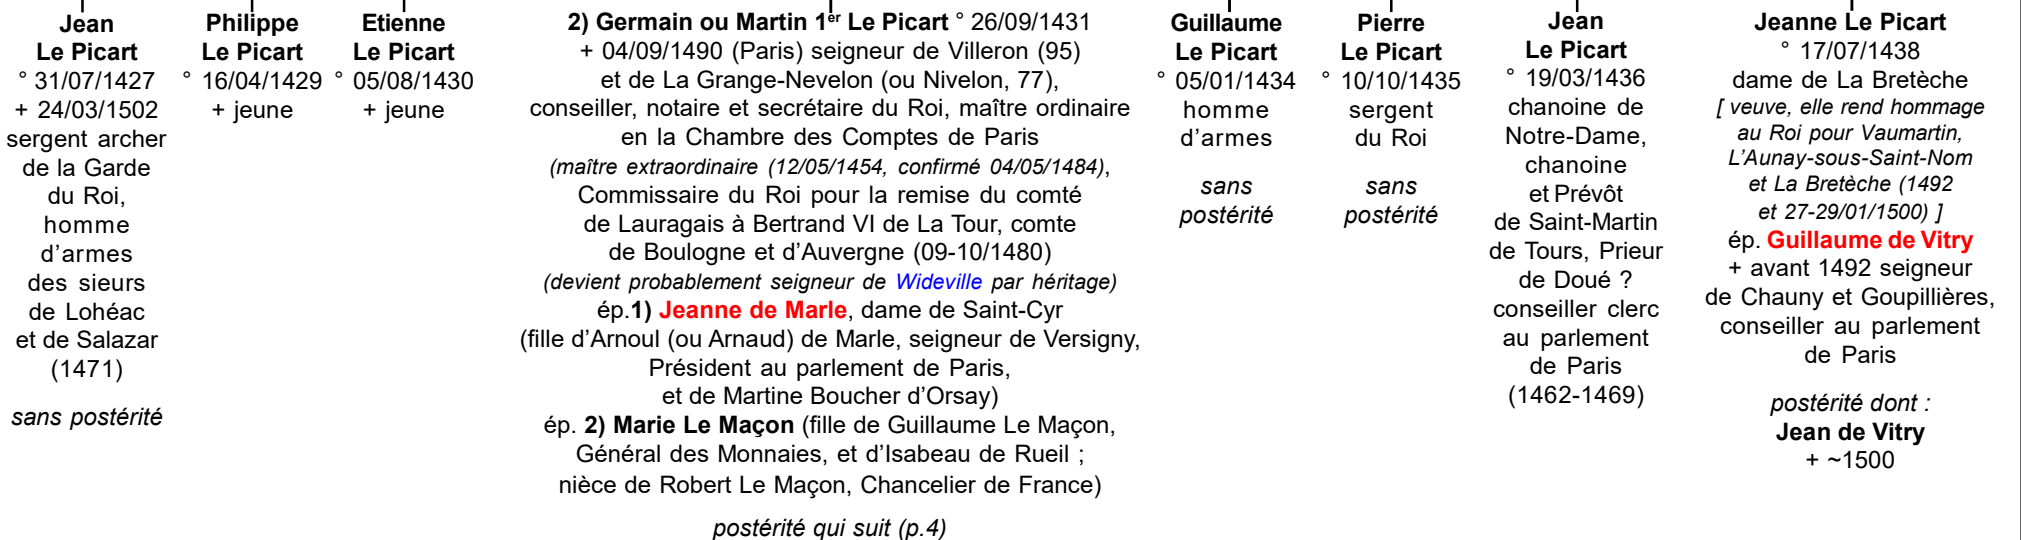 Jean
Le Picart
° 31/07/1427
+ 24/03/1502
sergent archer
de la Garde
du Roi,
homme
d'armes
des sieurs
de Lohéac
et de Salazar
(1471)
sans postérité
Philippe
Le Picart
° 16/04/1429
+ jeune
Etienne
Le Picart
° 05/08/1430
+ jeune
2) Germain ou Martin 1er Le Picart ° 26/09/1431
+ 04/09/1490 (Paris) seigneur de Villeron (95)
et de La Grange-Nevelon (ou Nivelon, 77),
conseiller, notaire et secrétaire du Roi, maître ordinaire
en la Chambre des Comptes de Paris
(maître extraordinaire (12/05/1454, confirmé 04/05/1484),
Commissaire du Roi pour la remise du comté
de Lauragais à Bertrand VI de La Tour, comte
de Boulogne et d'Auvergne (09-10/1480)
(devient probablement seigneur de Wideville par héritage)
ép.1) Jeanne de Marle, dame de Saint-Cyr
(fille d'Arnoul (ou Arnaud) de Marle, seigneur de Versigny,
Président au parlement de Paris,
et de Martine Boucher d'Orsay)
ép. 2) Marie Le Maçon (fille de Guillaume Le Maçon,
Général des Monnaies, et d'Isabeau de Rueil ;
nièce de Robert Le Maçon, Chancelier de France)
postérité qui suit (p.4)
Guillaume
Le Picart
° 05/01/1434
homme
d'armes
sans
postérité
Pierre
Le Picart
° 10/10/1435
sergent
du Roi
sans
postérité
Jean
Le Picart
° 19/03/1436
chanoine de
Notre-Dame,
chanoine
et Prévôt
de Saint-Martin
de Tours, Prieur
de Doué ?
conseiller clerc
au parlement
de Paris
(1462-1469)
Jeanne Le Picart
° 17/07/1438
dame de La Bretèche
[ veuve, elle rend hommage
au Roi pour Vaumartin,
L'Aunay-sous-Saint-Nom
et La Bretèche (1492
et 27-29/01/1500) ]
ép. Guillaume de Vitry
+ avant 1492 seigneur
de Chauny et Goupillières,
conseiller au parlement
de Paris
postérité dont :
Jean de Vitry
+ ~1500